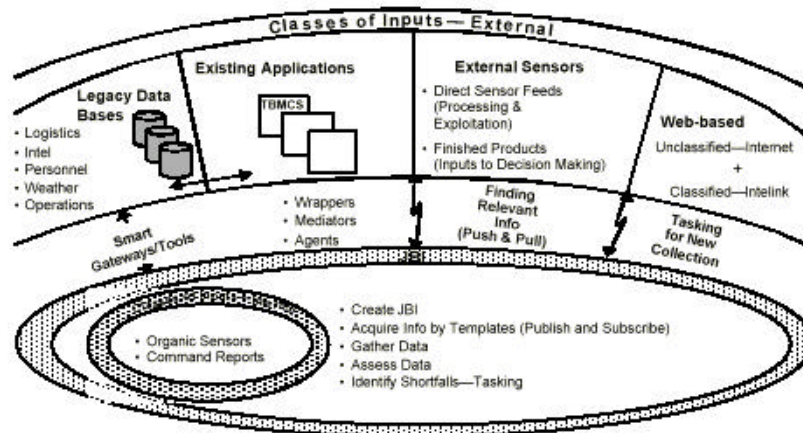 Classes of Inputs—External
Legacy Data
Bases
• Logistics
• Intel
• Personnel
• Weather
• Operations
Existing Applications
TBMCS
External Sensors
• Direct Sensor Feeds
(Processing &
Exploitation)
• Finished Products
(Inputs to Decision Making)
Web-based
Unclassified—Internet
+
Classified—Intelink
Smart
Gateways/Tools
• Wrappers
• Mediators
• Agents
Finding
Relevant
Info
(Push & Pull)
Tasking
for New
Collection
JBI
• Organic Sensors
• Command Reports
• Create JBI
• Acquire Info by Templates (Publish and Subscribe)
• Gather Data
• Assess Data
• Identify Shortfalls—Tasking